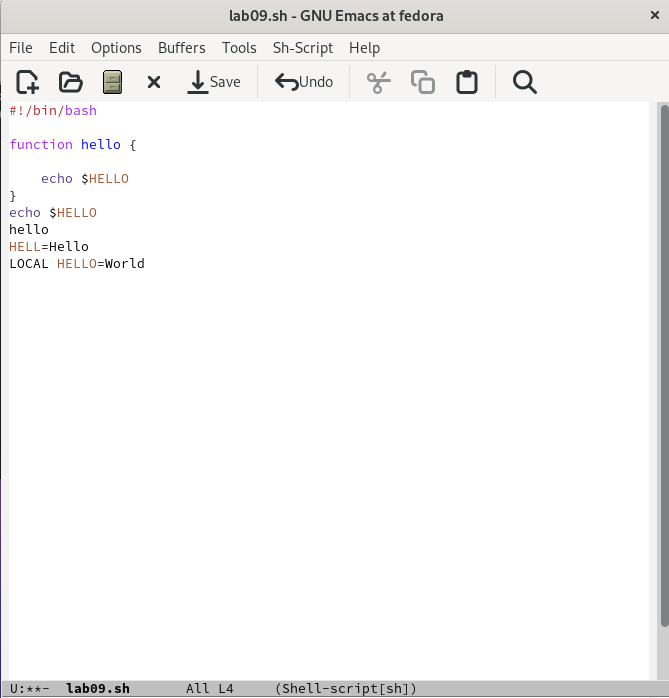 lab09.sh - GNU Emacs at fedora
File Edit Options Buffers Tools Sh-Script Help
Save Undo
#!/bin/bash
function hello {
    echo $HELLO
}
echo $HELLO
hello
HELL=Hello
LOCAL HELLO=World
U:**-  lab09.sh       All L4     (Shell-script[sh])